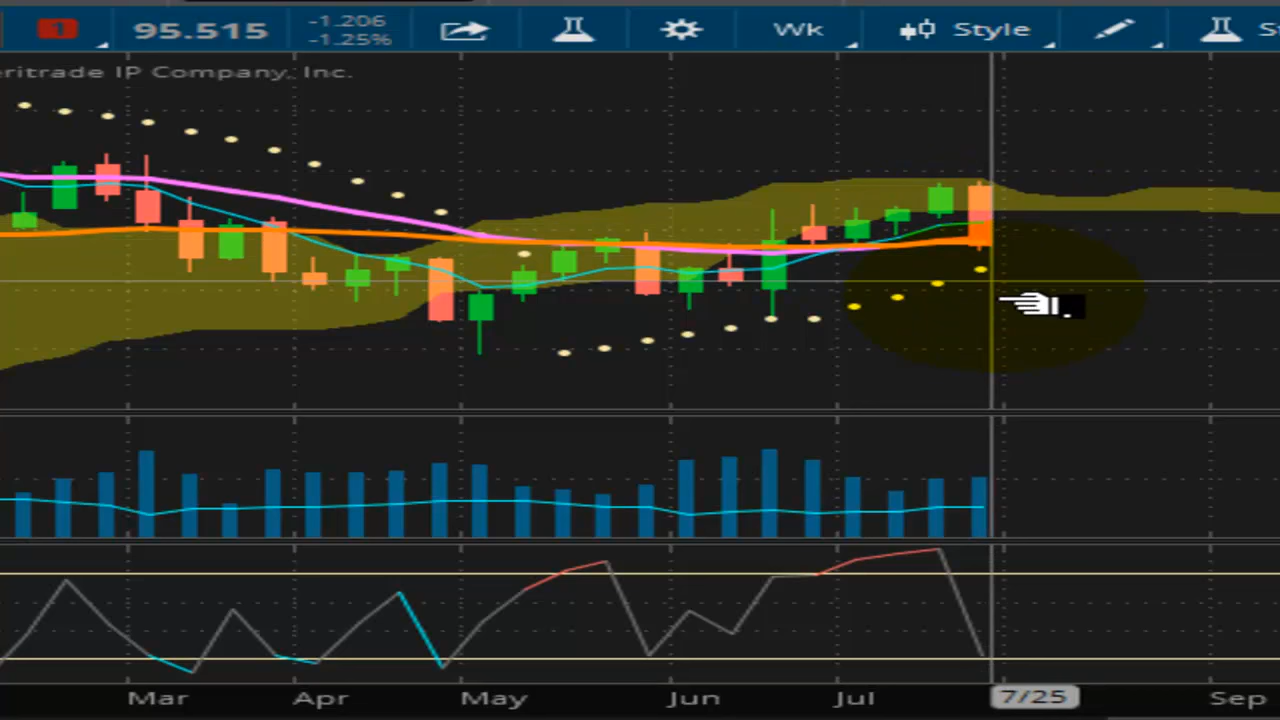 1 95.515 -1.206 Wk Style
-1.25%
eritrade IP Company, Inc.
Mar Apr May Jun Jul 7/25 Sep